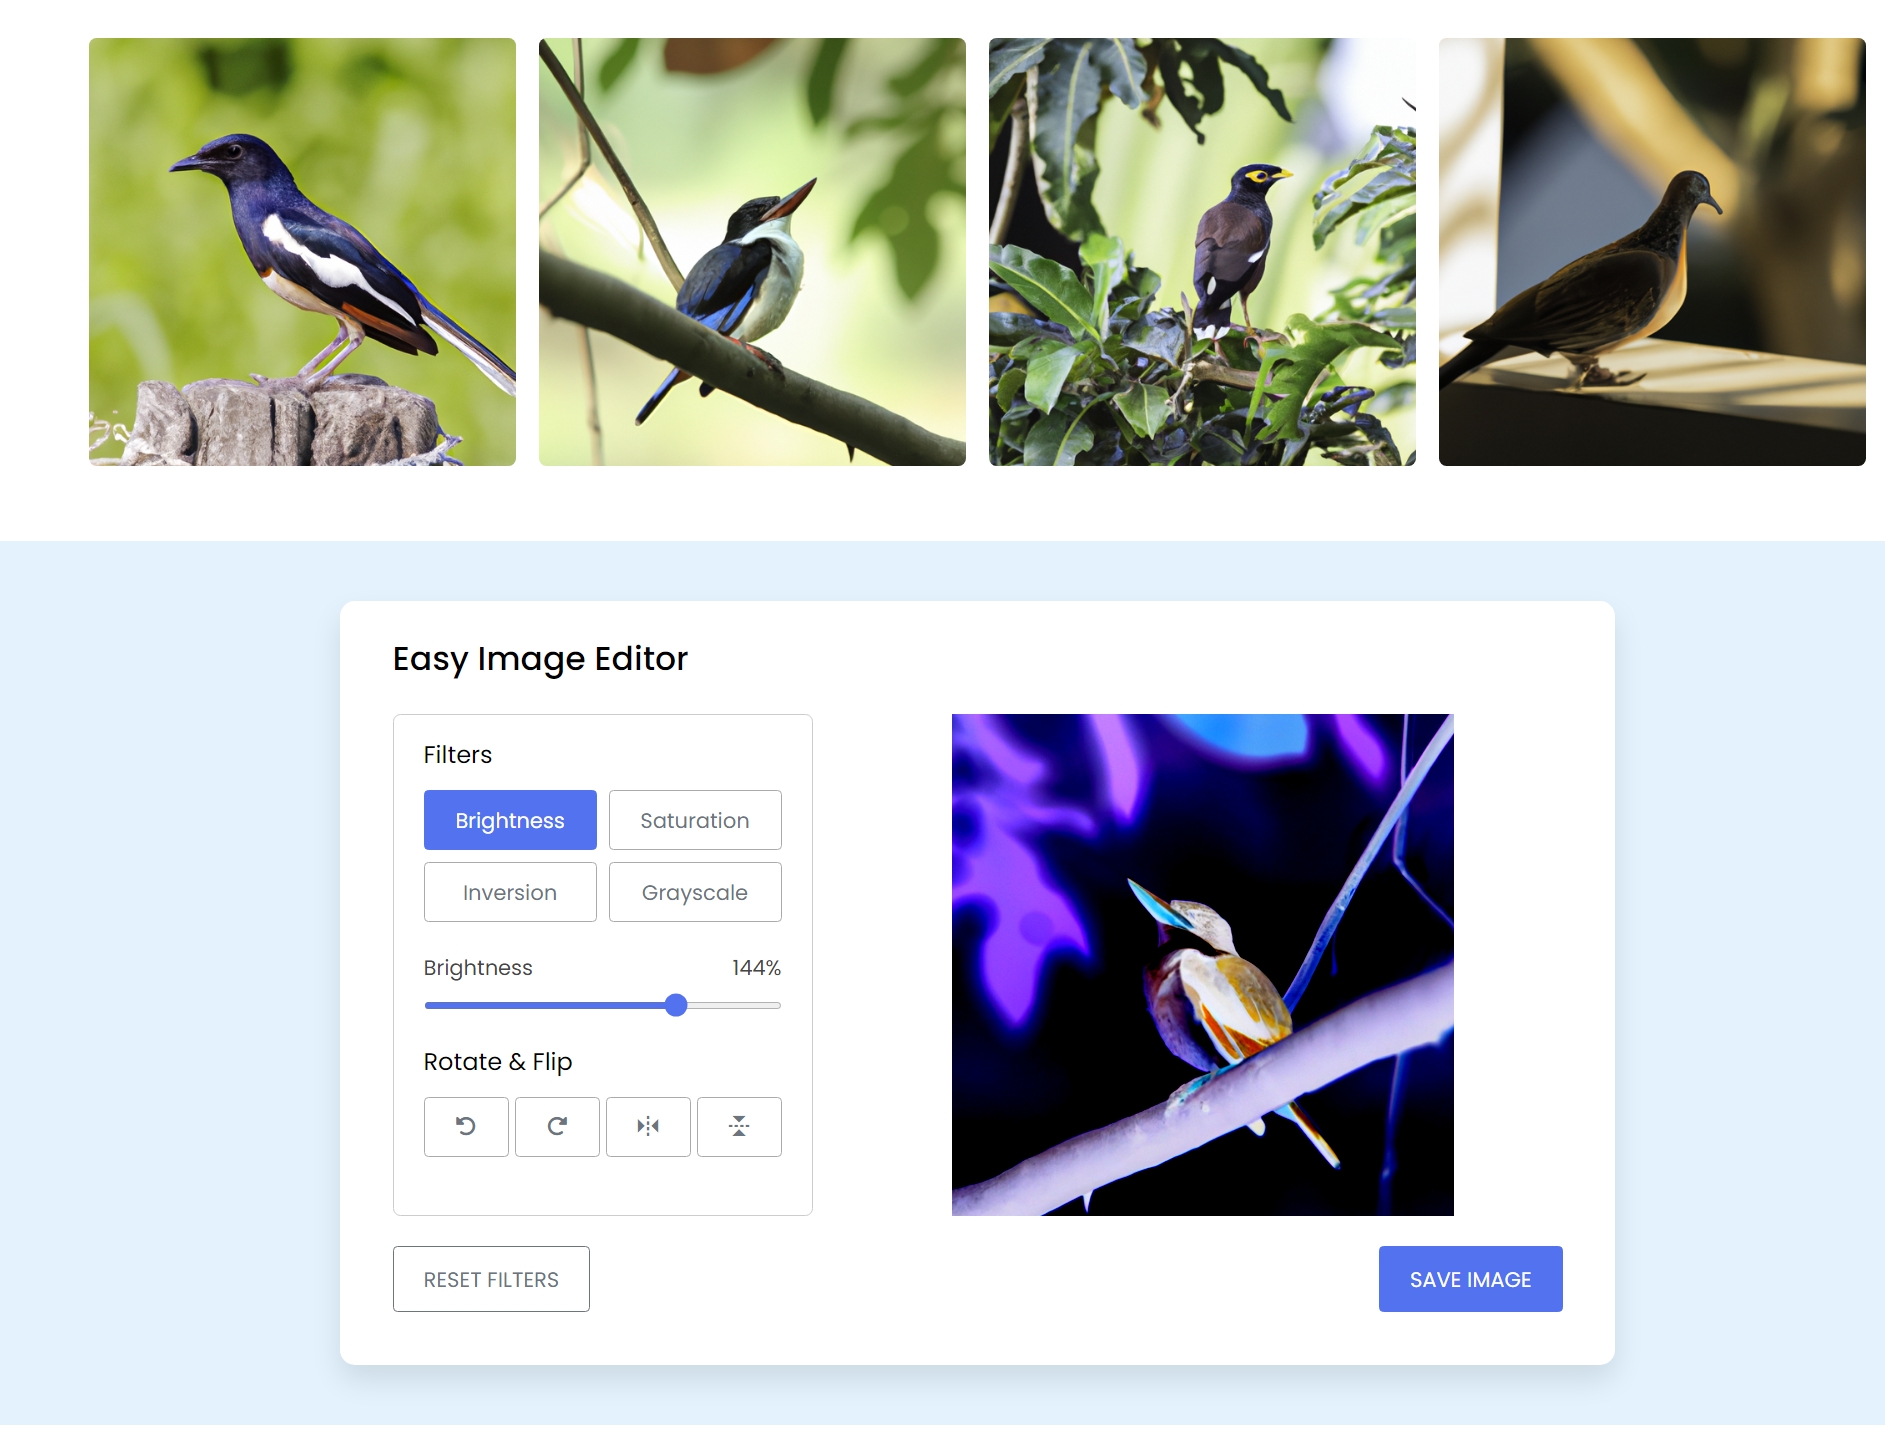 Easy Image Editor
Filters
Brightness
Saturation
Inversion
Grayscale
Brightness 144%
Rotate & Flip
RESET FILTERS
SAVE IMAGE